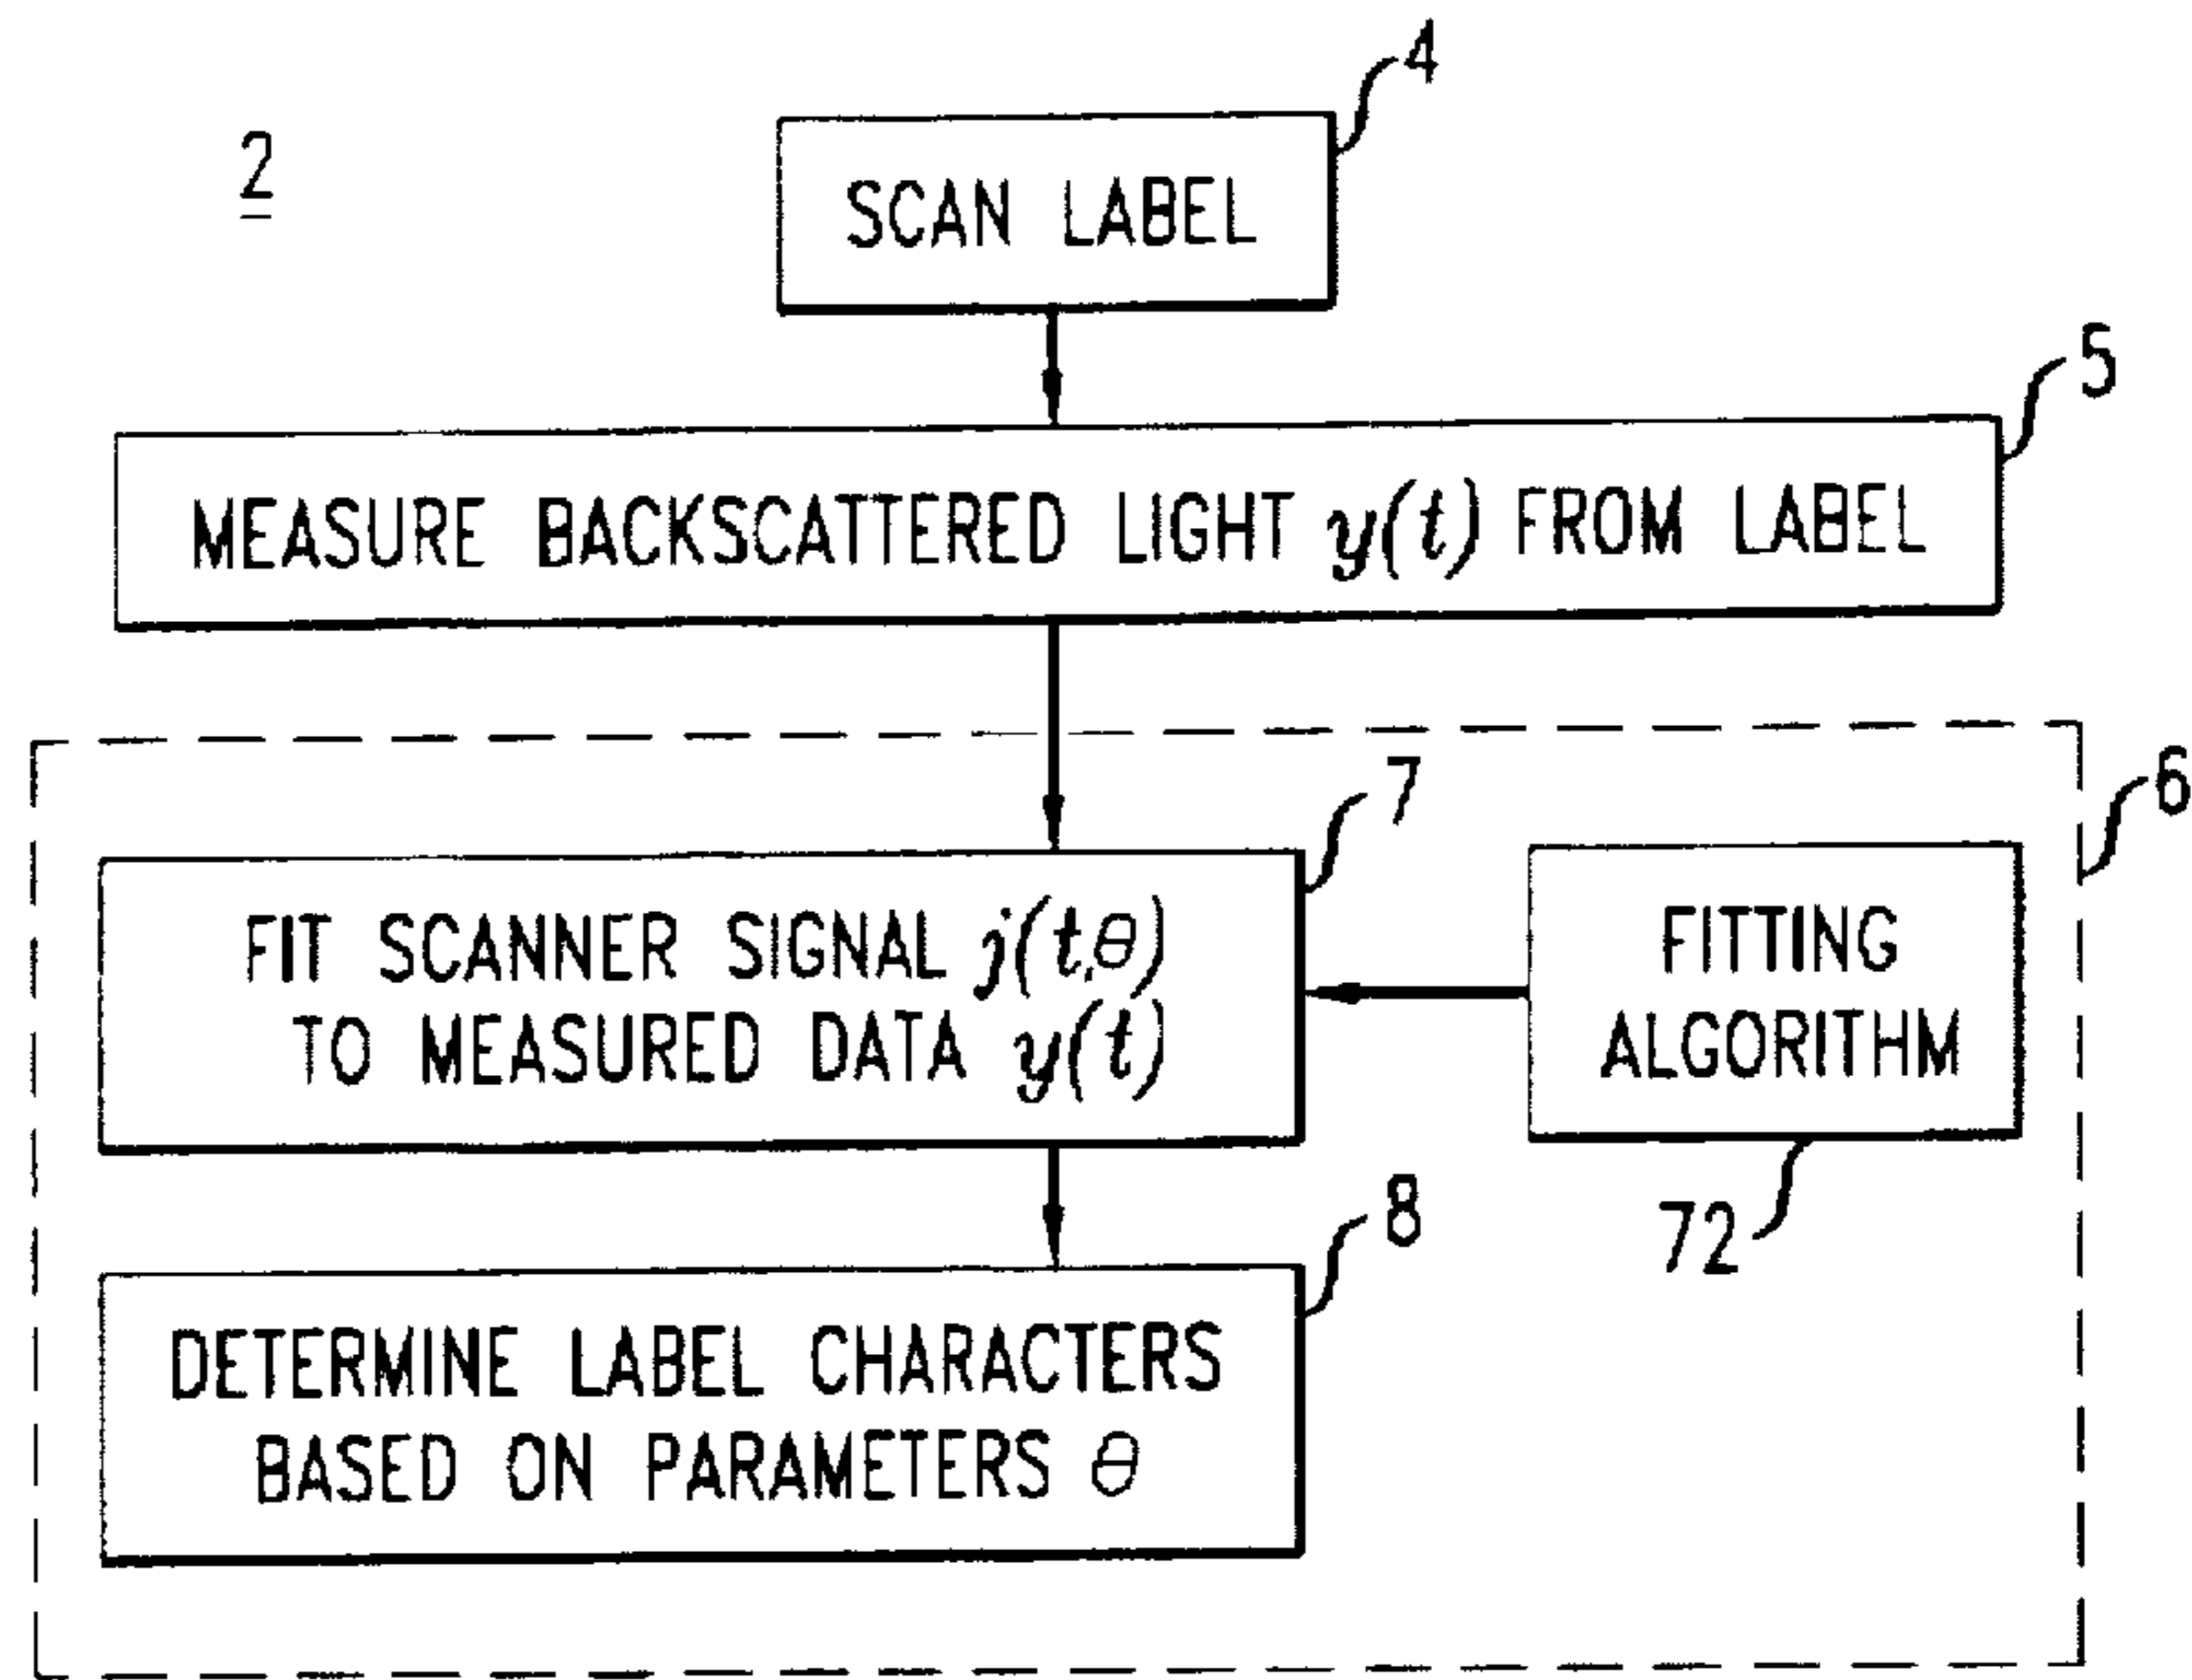 4
2
SCAN LABEL
5
MEASURE BACKSCATTERED LIGHT y(t) FROM LABEL
6
7
FIT SCANNER SIGNAL j(t,θ)
TO MEASURED DATA y(t)
FITTING
ALGORITHM
72
8
DETERMINE LABEL CHARACTERS
BASED ON PARAMETERS θ